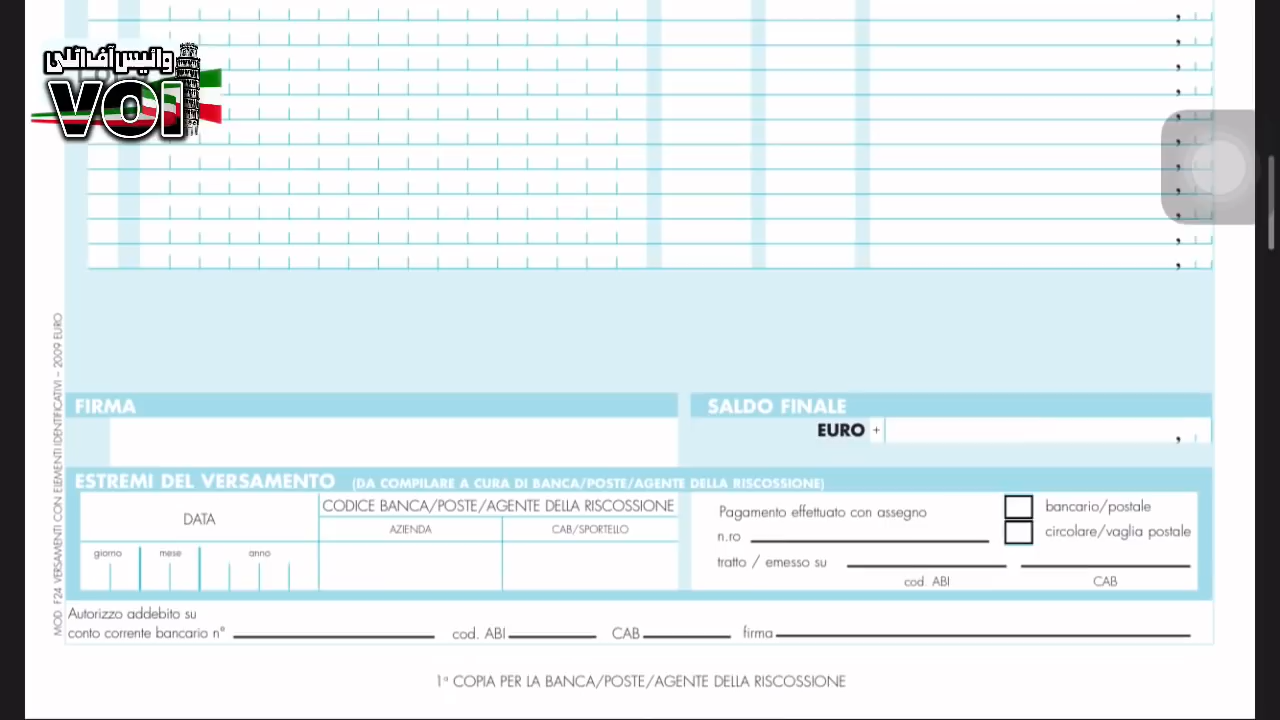 وائیس آف اٹلی
VOI
FIRMA
SALDO FINALE
EURO +
,
ESTREMI DEL VERSAMENTO (DA COMPILARE A CURA DI BANCA/POSTE/AGENTE DELLA RISCOSSIONE)
DATA
CODICE BANCA/POSTE/AGENTE DELLA RISCOSSIONE
AZIENDA CAB/SPORTELLO
giorno mese anno
Pagamento effettuato con assegno
bancario/postale
n.ro
circolare/vaglia postale
tratto / emesso su
cod. ABI CAB
Autorizzo addebito su
conto corrente bancario n° cod. ABI CAB firma
MOD. F24 VERSAMENTI CON ELEMENTI IDENTIFICATIVI – 2009 EURO
1ª COPIA PER LA BANCA/POSTE/AGENTE DELLA RISCOSSIONE